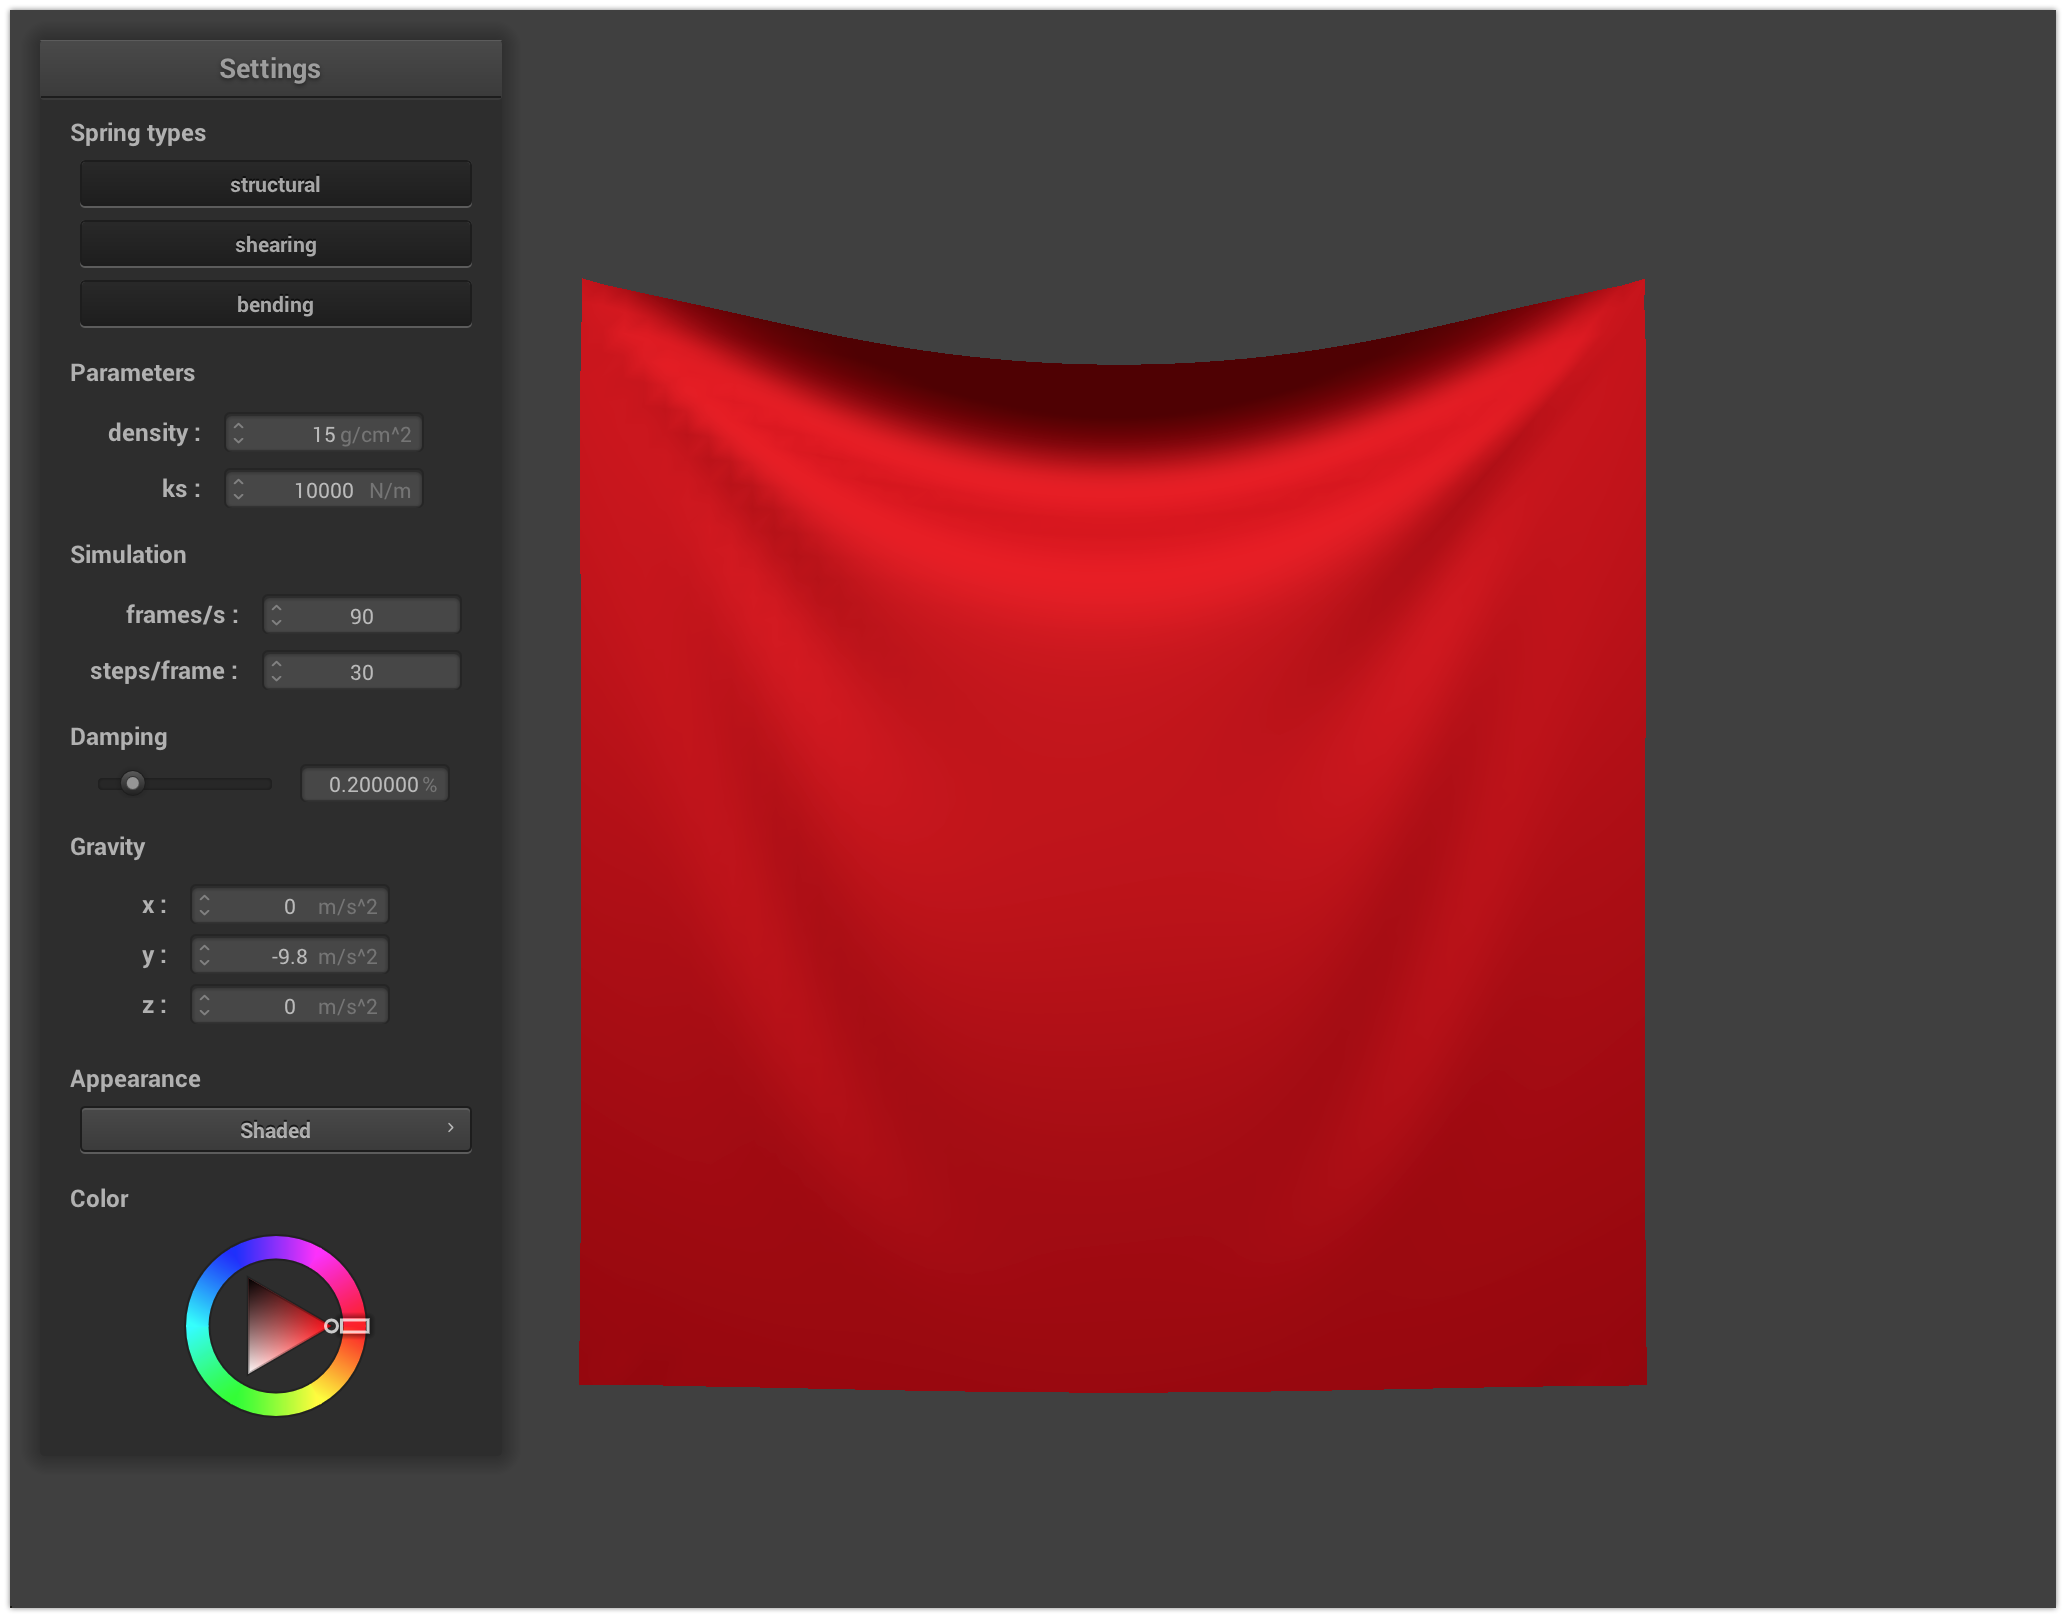 Settings
Spring types
structural
shearing
bending
Parameters
density : 15 g/cm^2
ks : 10000 N/m
Simulation
frames/s : 90
steps/frame : 30
Damping
0.200000 %
Gravity
x : 0 m/s^2
y : -9.8 m/s^2
z : 0 m/s^2
Appearance
Shaded
Color